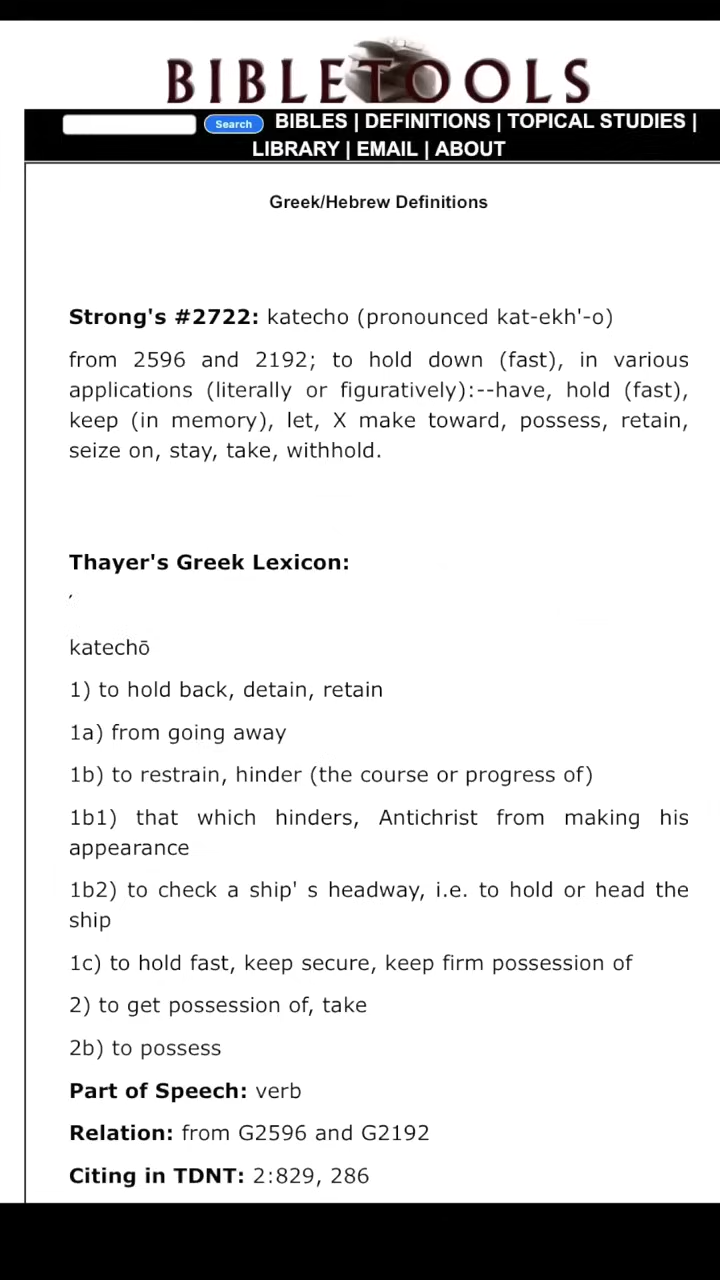 BIBLETOOLS
Search BIBLES | DEFINITIONS | TOPICAL STUDIES |
LIBRARY | EMAIL | ABOUT
Greek/Hebrew Definitions
Strong's #2722: katecho (pronounced kat-ekh'-o)
from 2596 and 2192; to hold down (fast), in various
applications (literally or figuratively):--have, hold (fast),
keep (in memory), let, X make toward, possess, retain,
seize on, stay, take, withhold.
Thayer's Greek Lexicon:
́
katechō
1) to hold back, detain, retain
1a) from going away
1b) to restrain, hinder (the course or progress of)
1b1) that which hinders, Antichrist from making his
appearance
1b2) to check a ship' s headway, i.e. to hold or head the
ship
1c) to hold fast, keep secure, keep firm possession of
2) to get possession of, take
2b) to possess
Part of Speech: verb
Relation: from G2596 and G2192
Citing in TDNT: 2:829, 286